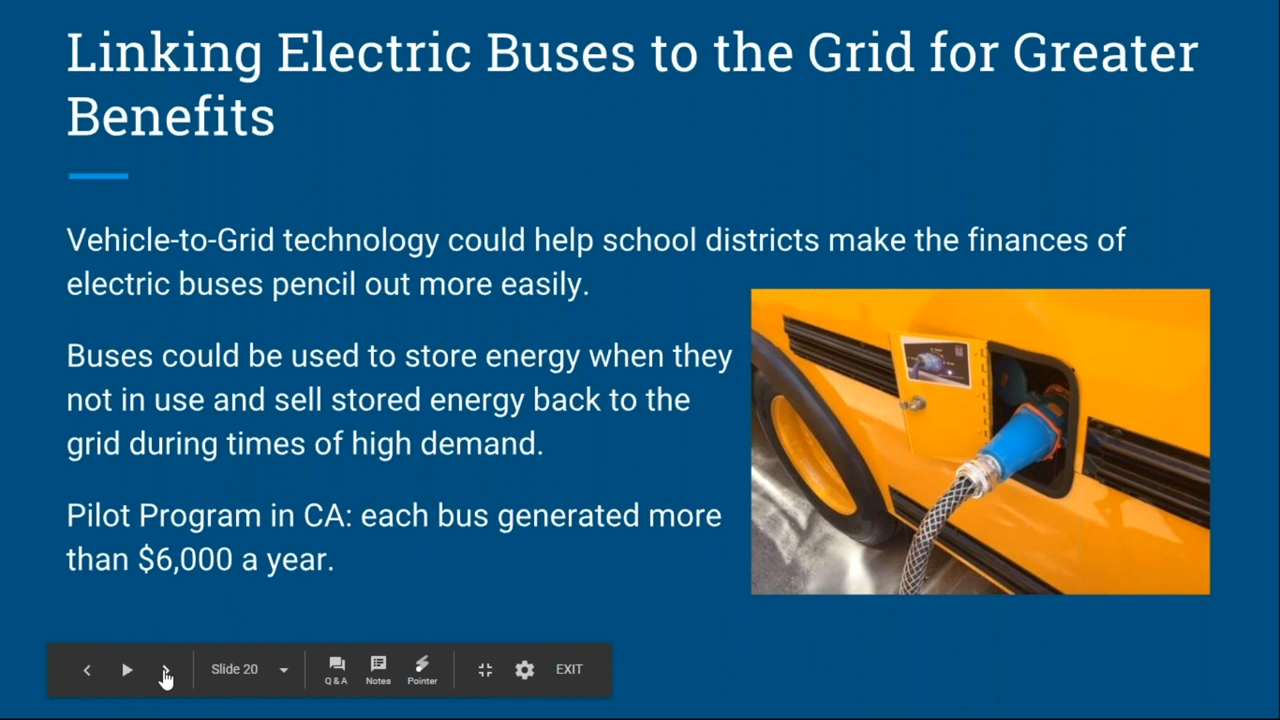 Linking Electric Buses to the Grid for Greater
Benefits
Vehicle-to-Grid technology could help school districts make the finances of
electric buses pencil out more easily.
Buses could be used to store energy when they
not in use and sell stored energy back to the
grid during times of high demand.
Pilot Program in CA: each bus generated more
than $6,000 a year.
Slide 20
Q & A
Notes
Pointer
EXIT